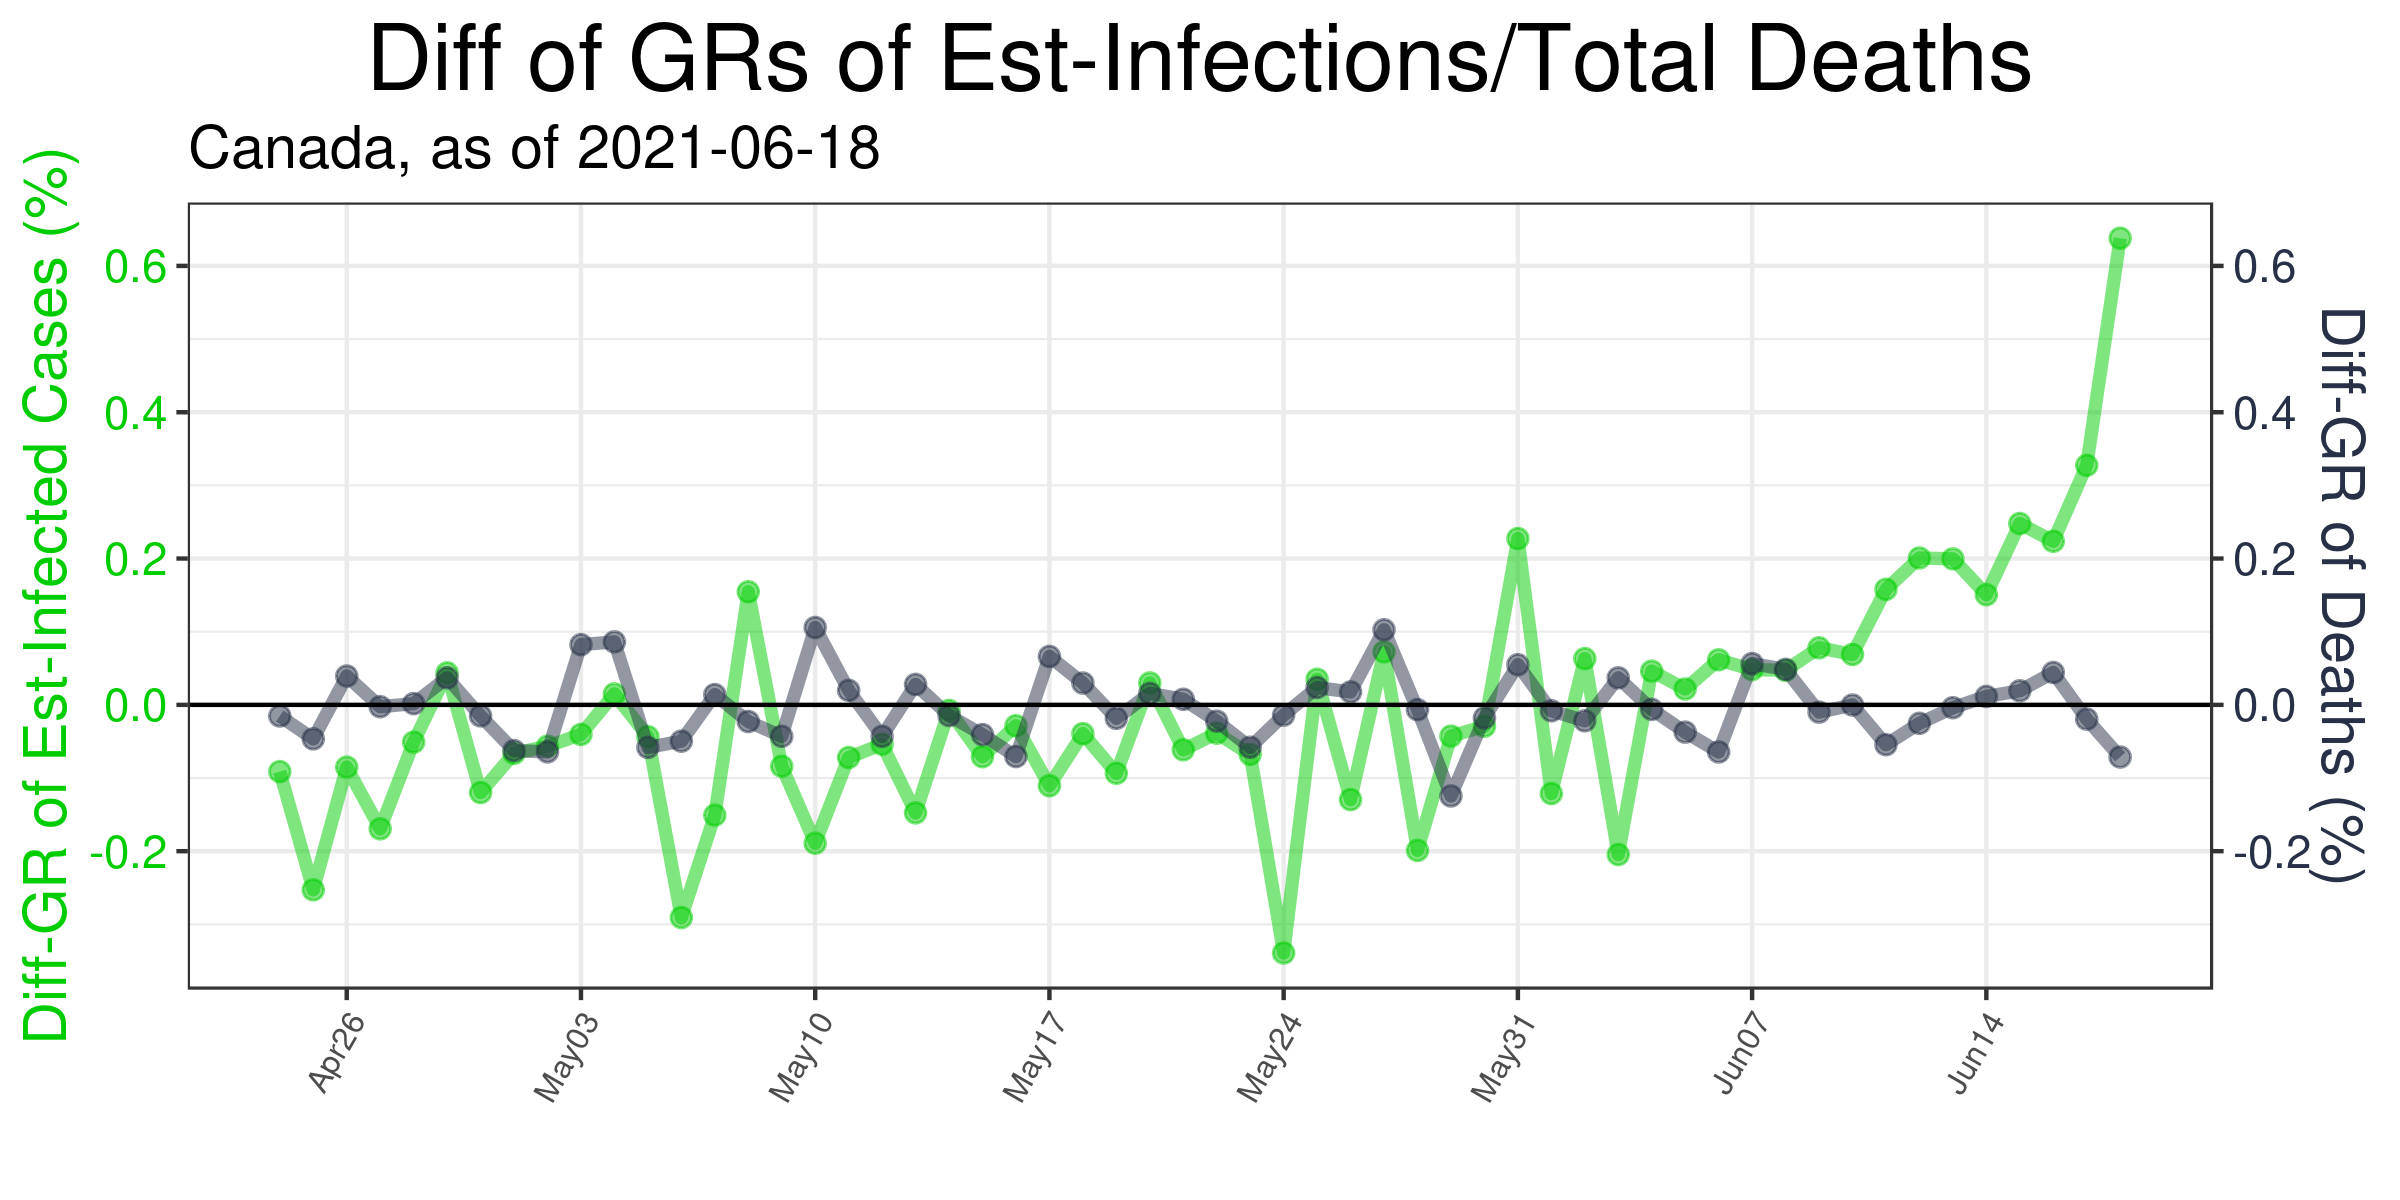 Diff of GRs of Est-Infections/Total Deaths
Canada, as of 2021-06-18
Diff-GR of Est-Infected Cases (%)
0.6
0.4
0.2
0.0
-0.2
0.6
0.4
0.2
0.0
-0.2
Diff-GR of Deaths (%)
Apr26
May03
May10
May17
May24
May31
Jun07
Jun14